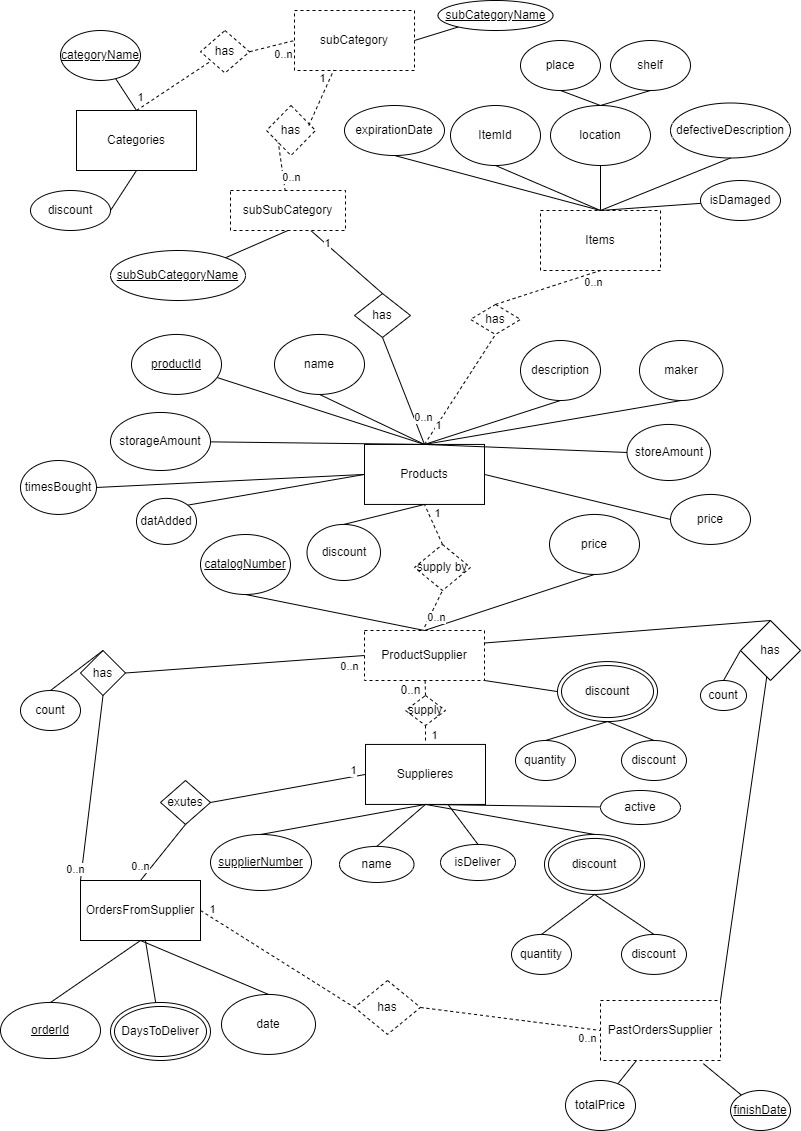 subCategoryName
subCategory
has
categoryName
0..n
1
1
place
shelf
Categories
has
expirationDate
ItemId
location
defectiveDescription
0..n
isDamaged
discount
subSubCategory
Items
1
subSubCategoryName
0..n
has
has
productId
name
description
maker
0..n
1
storageAmount
storeAmount
Products
timesBought
1
datAdded
price
discount
price
catalogNumber
supply by
0..n
ProductSupplier
has
has
0..n
0..n
discount
count
count
supply
1
quantity
discount
1
Supplieres
exutes
active
supplierNumber
name
isDeliver
discount
0..n
0..n
OrdersFromSupplier
1
quantity
discount
has
orderId
DaysToDeliver
date
PastOrdersSupplier
0..n
totalPrice
finishDate